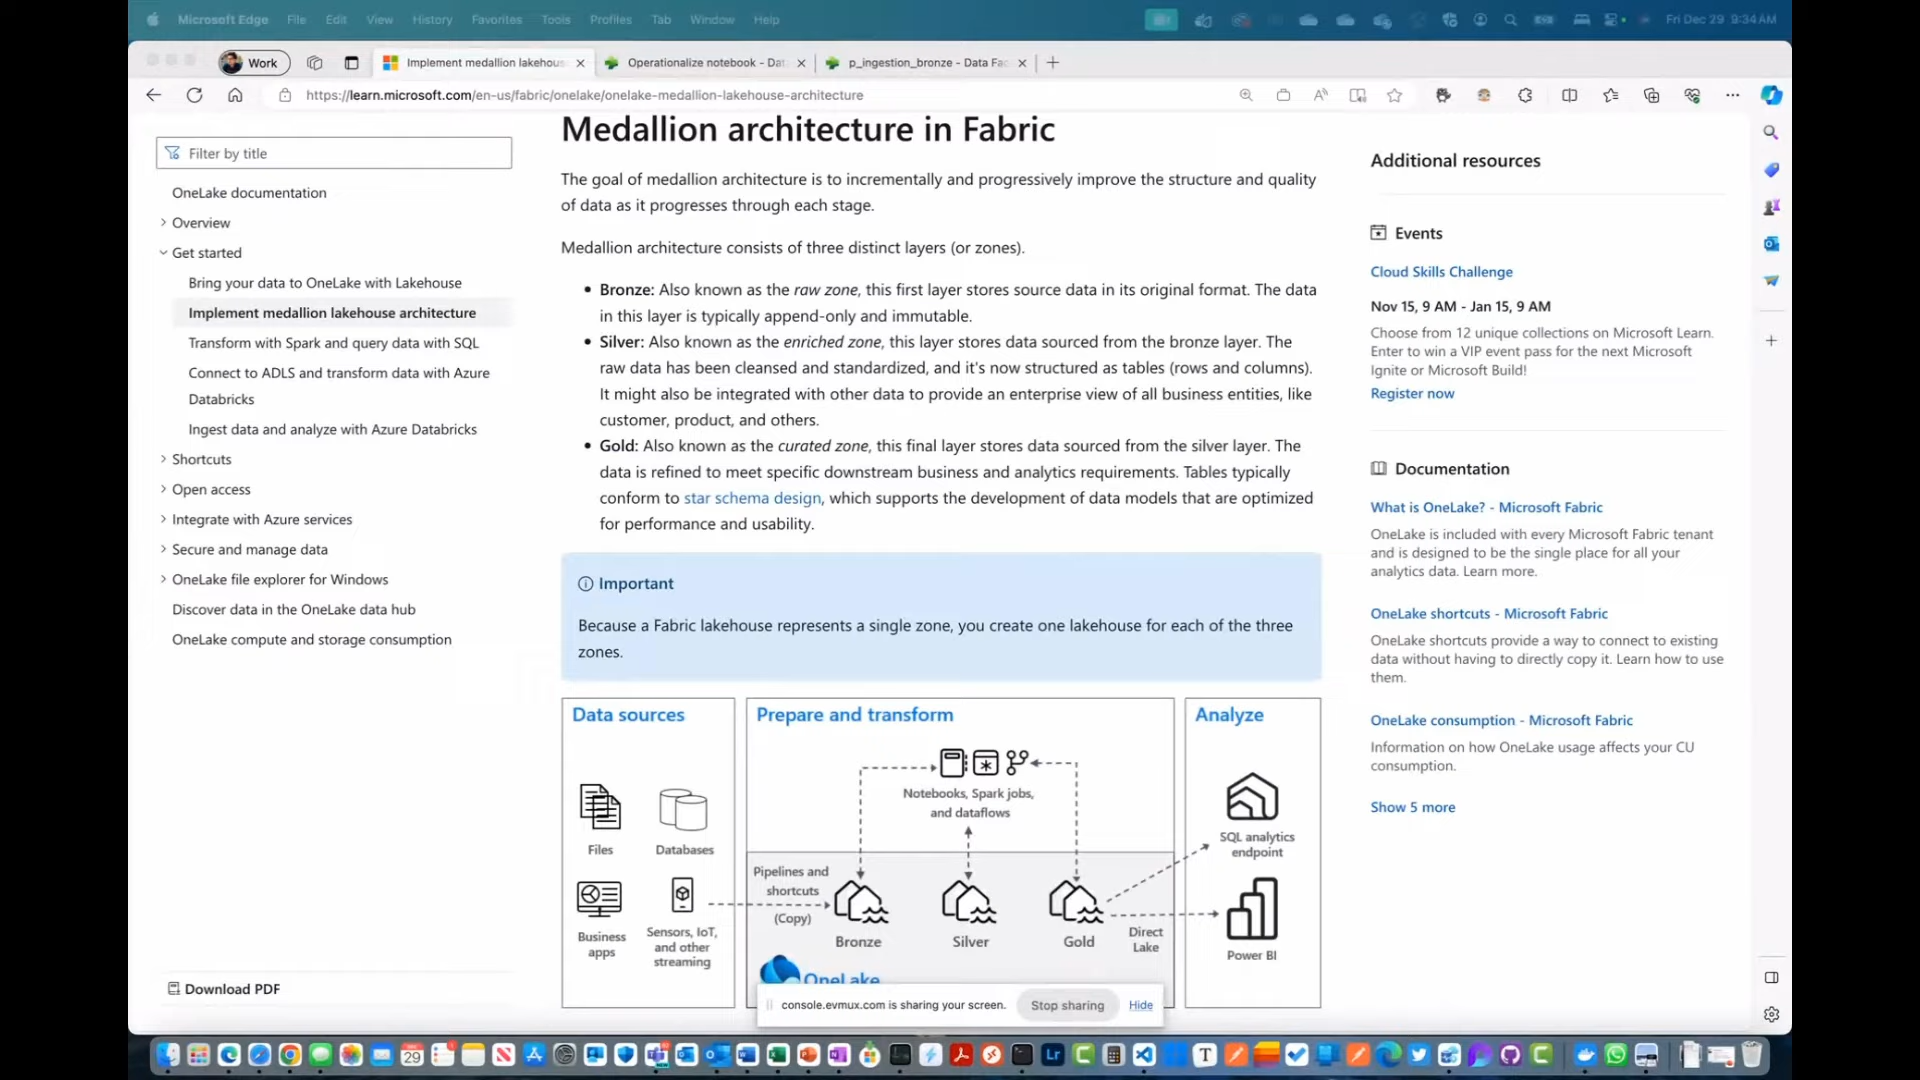 Microsoft Edge File Edit View History Favorites Tools Profiles Tab Window Help Fri Dec 29 9:34 AM
Work Implement medallion lakehous Operationalize notebook - Dat p_ingestion_bronze - Data Fac
https://learn.microsoft.com/en-us/fabric/onelake/onelake-medallion-lakehouse-architecture
Filter by title
OneLake documentation
Overview
Get started
Bring your data to OneLake with Lakehouse
Implement medallion lakehouse architecture
Transform with Spark and query data with SQL
Connect to ADLS and transform data with Azure
Databricks
Ingest data and analyze with Azure Databricks
Shortcuts
Open access
Integrate with Azure services
Secure and manage data
OneLake file explorer for Windows
Discover data in the OneLake data hub
OneLake compute and storage consumption
Download PDF
Medallion architecture in Fabric
The goal of medallion architecture is to incrementally and progressively improve the structure and quality
of data as it progresses through each stage.
Medallion architecture consists of three distinct layers (or zones).
• Bronze: Also known as the raw zone, this first layer stores source data in its original format. The data
in this layer is typically append-only and immutable.
• Silver: Also known as the enriched zone, this layer stores data sourced from the bronze layer. The
raw data has been cleansed and standardized, and it's now structured as tables (rows and columns).
It might also be integrated with other data to provide an enterprise view of all business entities, like
customer, product, and others.
• Gold: Also known as the curated zone, this final layer stores data sourced from the silver layer. The
data is refined to meet specific downstream business and analytics requirements. Tables typically
conform to star schema design, which supports the development of data models that are optimized
for performance and usability.
Important
Because a Fabric lakehouse represents a single zone, you create one lakehouse for each of the three
zones.
Data sources
Files
Databases
Business
apps
Sensors, IoT,
and other
streaming
Prepare and transform
Notebooks, Spark jobs,
and dataflows
Pipelines and
shortcuts
(Copy)
Bronze
Silver
Gold
Direct
Lake
OneLake
Analyze
SQL analytics
endpoint
Power BI
console.evmux.com is sharing your screen. Stop sharing Hide
Additional resources
Events
Cloud Skills Challenge
Nov 15, 9 AM - Jan 15, 9 AM
Choose from 12 unique collections on Microsoft Learn.
Enter to win a VIP event pass for the next Microsoft
Ignite or Microsoft Build!
Register now
Documentation
What is OneLake? - Microsoft Fabric
OneLake is included with every Microsoft Fabric tenant
and is designed to be the single place for all your
analytics data. Learn more.
OneLake shortcuts - Microsoft Fabric
OneLake shortcuts provide a way to connect to existing
data without having to directly copy it. Learn how to use
them.
OneLake consumption - Microsoft Fabric
Information on how OneLake usage affects your CU
consumption.
Show 5 more